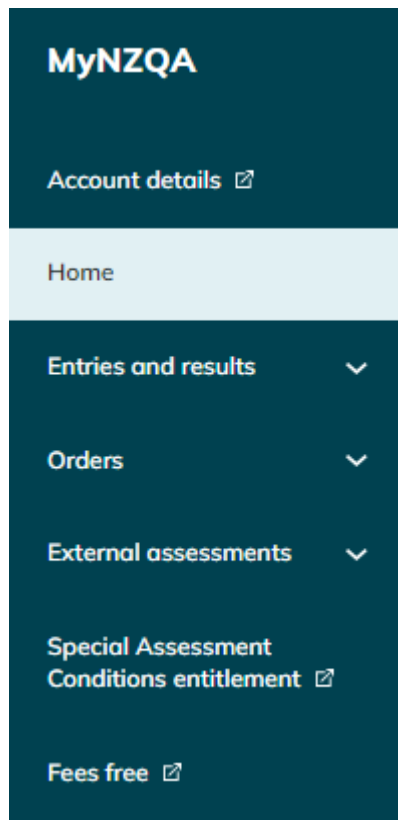 MyNZQA
Account details
Home
Entries and results
Orders
External assessments
Special Assessment
Conditions entitlement
Fees free